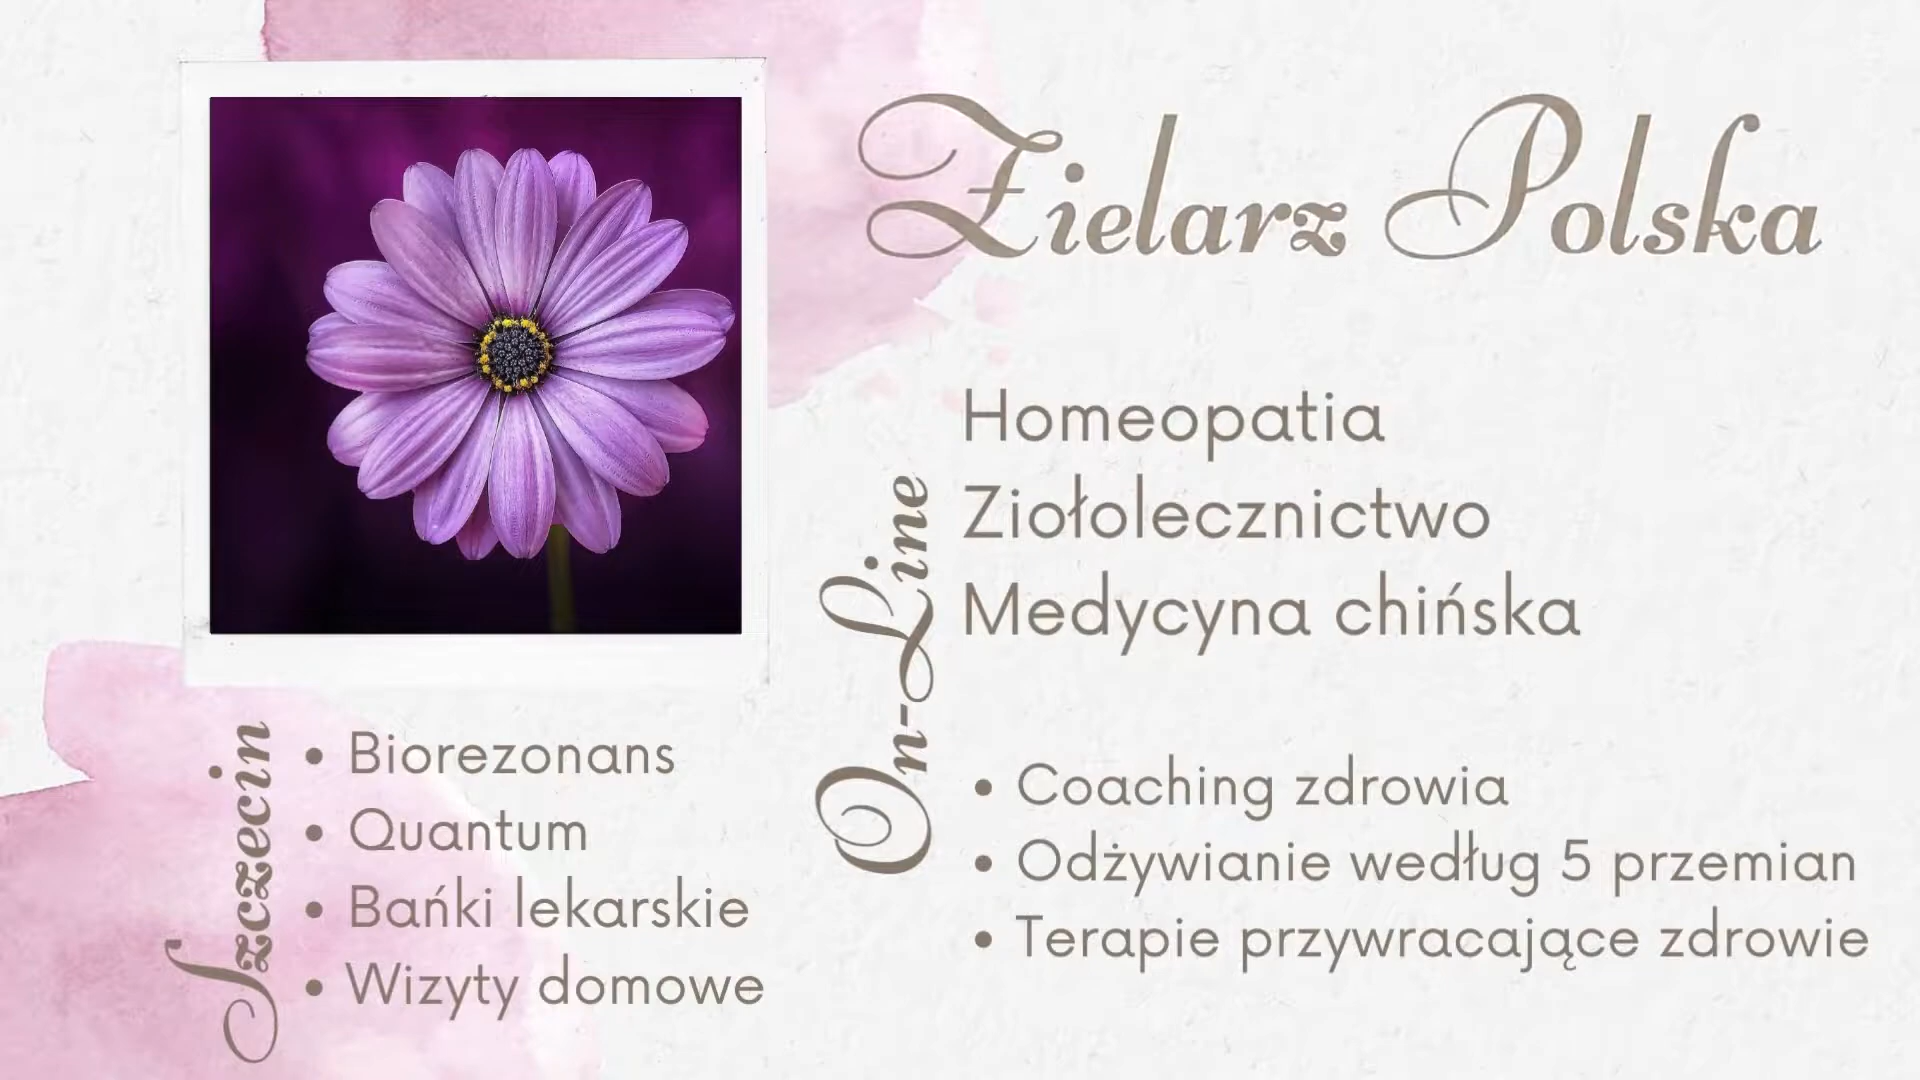 Zielarz Polska
Homeopatia
Ziołolecznictwo
Medycyna chińska
On-Line
• Coaching zdrowia
• Odżywianie według 5 przemian
• Terapie przywracające zdrowie
Szczecin
• Biorezonans
• Quantum
• Bańki lekarskie
• Wizyty domowe